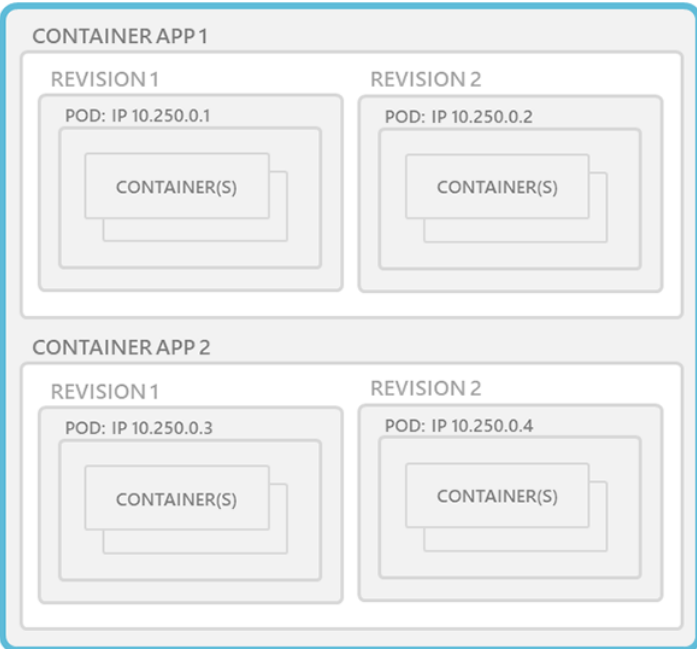 CONTAINER APP 1
REVISION 1
REVISION 2
POD: IP 10.250.0.1
POD: IP 10.250.0.2
CONTAINER(S)
CONTAINER(S)
CONTAINER APP 2
REVISION 1
REVISION 2
POD: IP 10.250.0.3
POD: IP 10.250.0.4
CONTAINER(S)
CONTAINER(S)